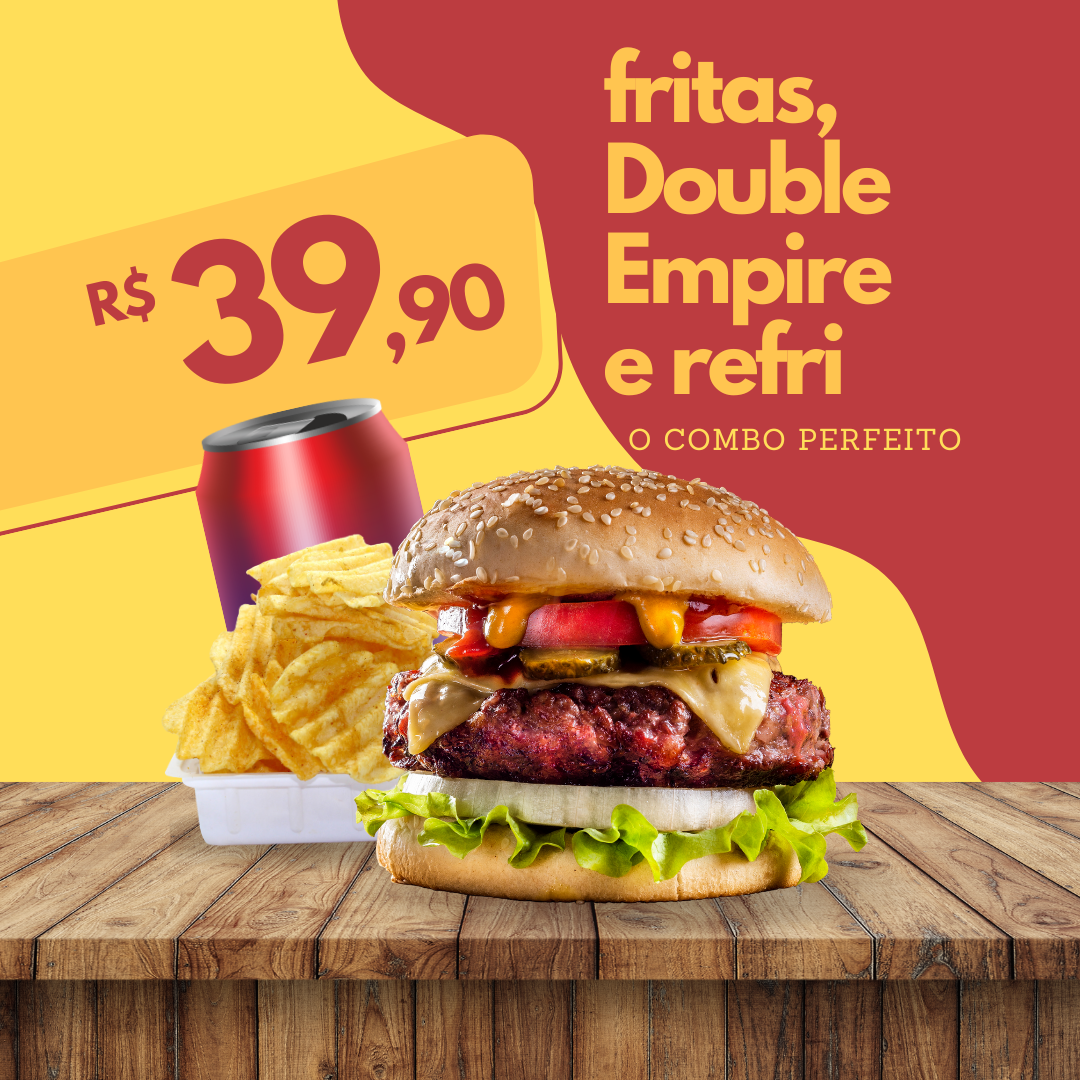 fritas,
Double
Empire
e refri
O COMBO PERFEITO
R$ 39,90